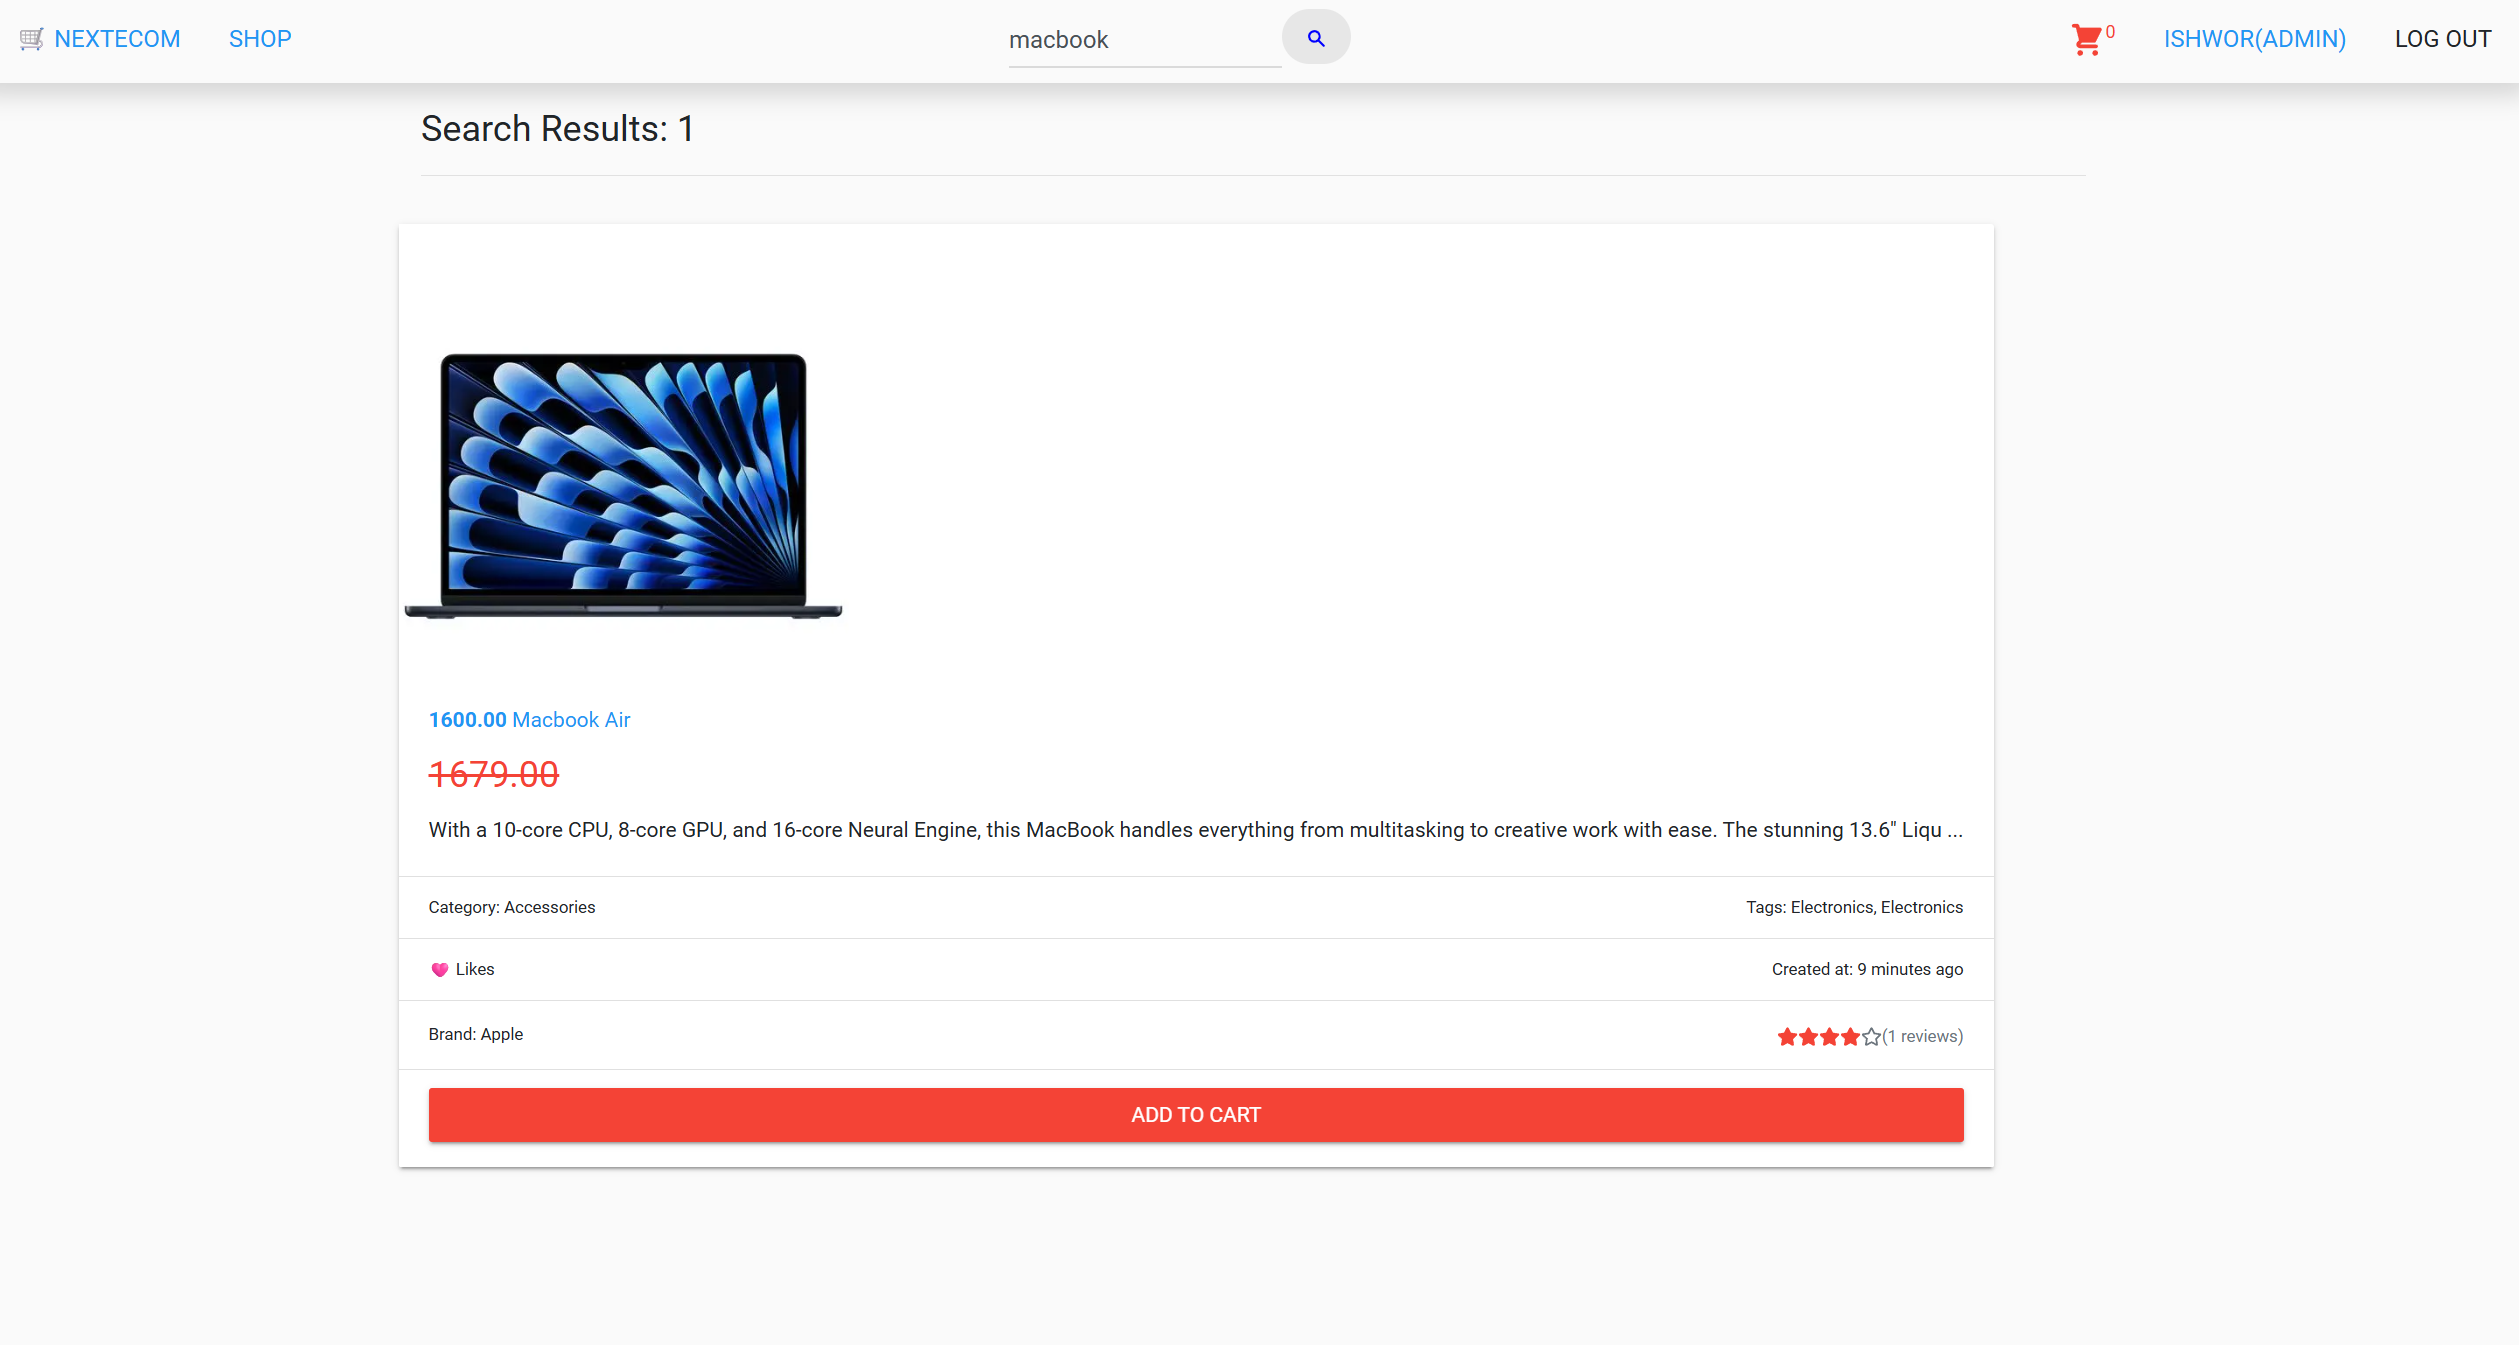 NEXTECOM SHOP macbook 0 ISHWOR(ADMIN) LOG OUT
Search Results: 1
1600.00 Macbook Air
1679.00
With a 10-core CPU, 8-core GPU, and 16-core Neural Engine, this MacBook handles everything from multitasking to creative work with ease. The stunning 13.6" Liqu ...
Category: Accessories Tags: Electronics, Electronics
Likes Created at: 9 minutes ago
Brand: Apple (1 reviews)
ADD TO CART